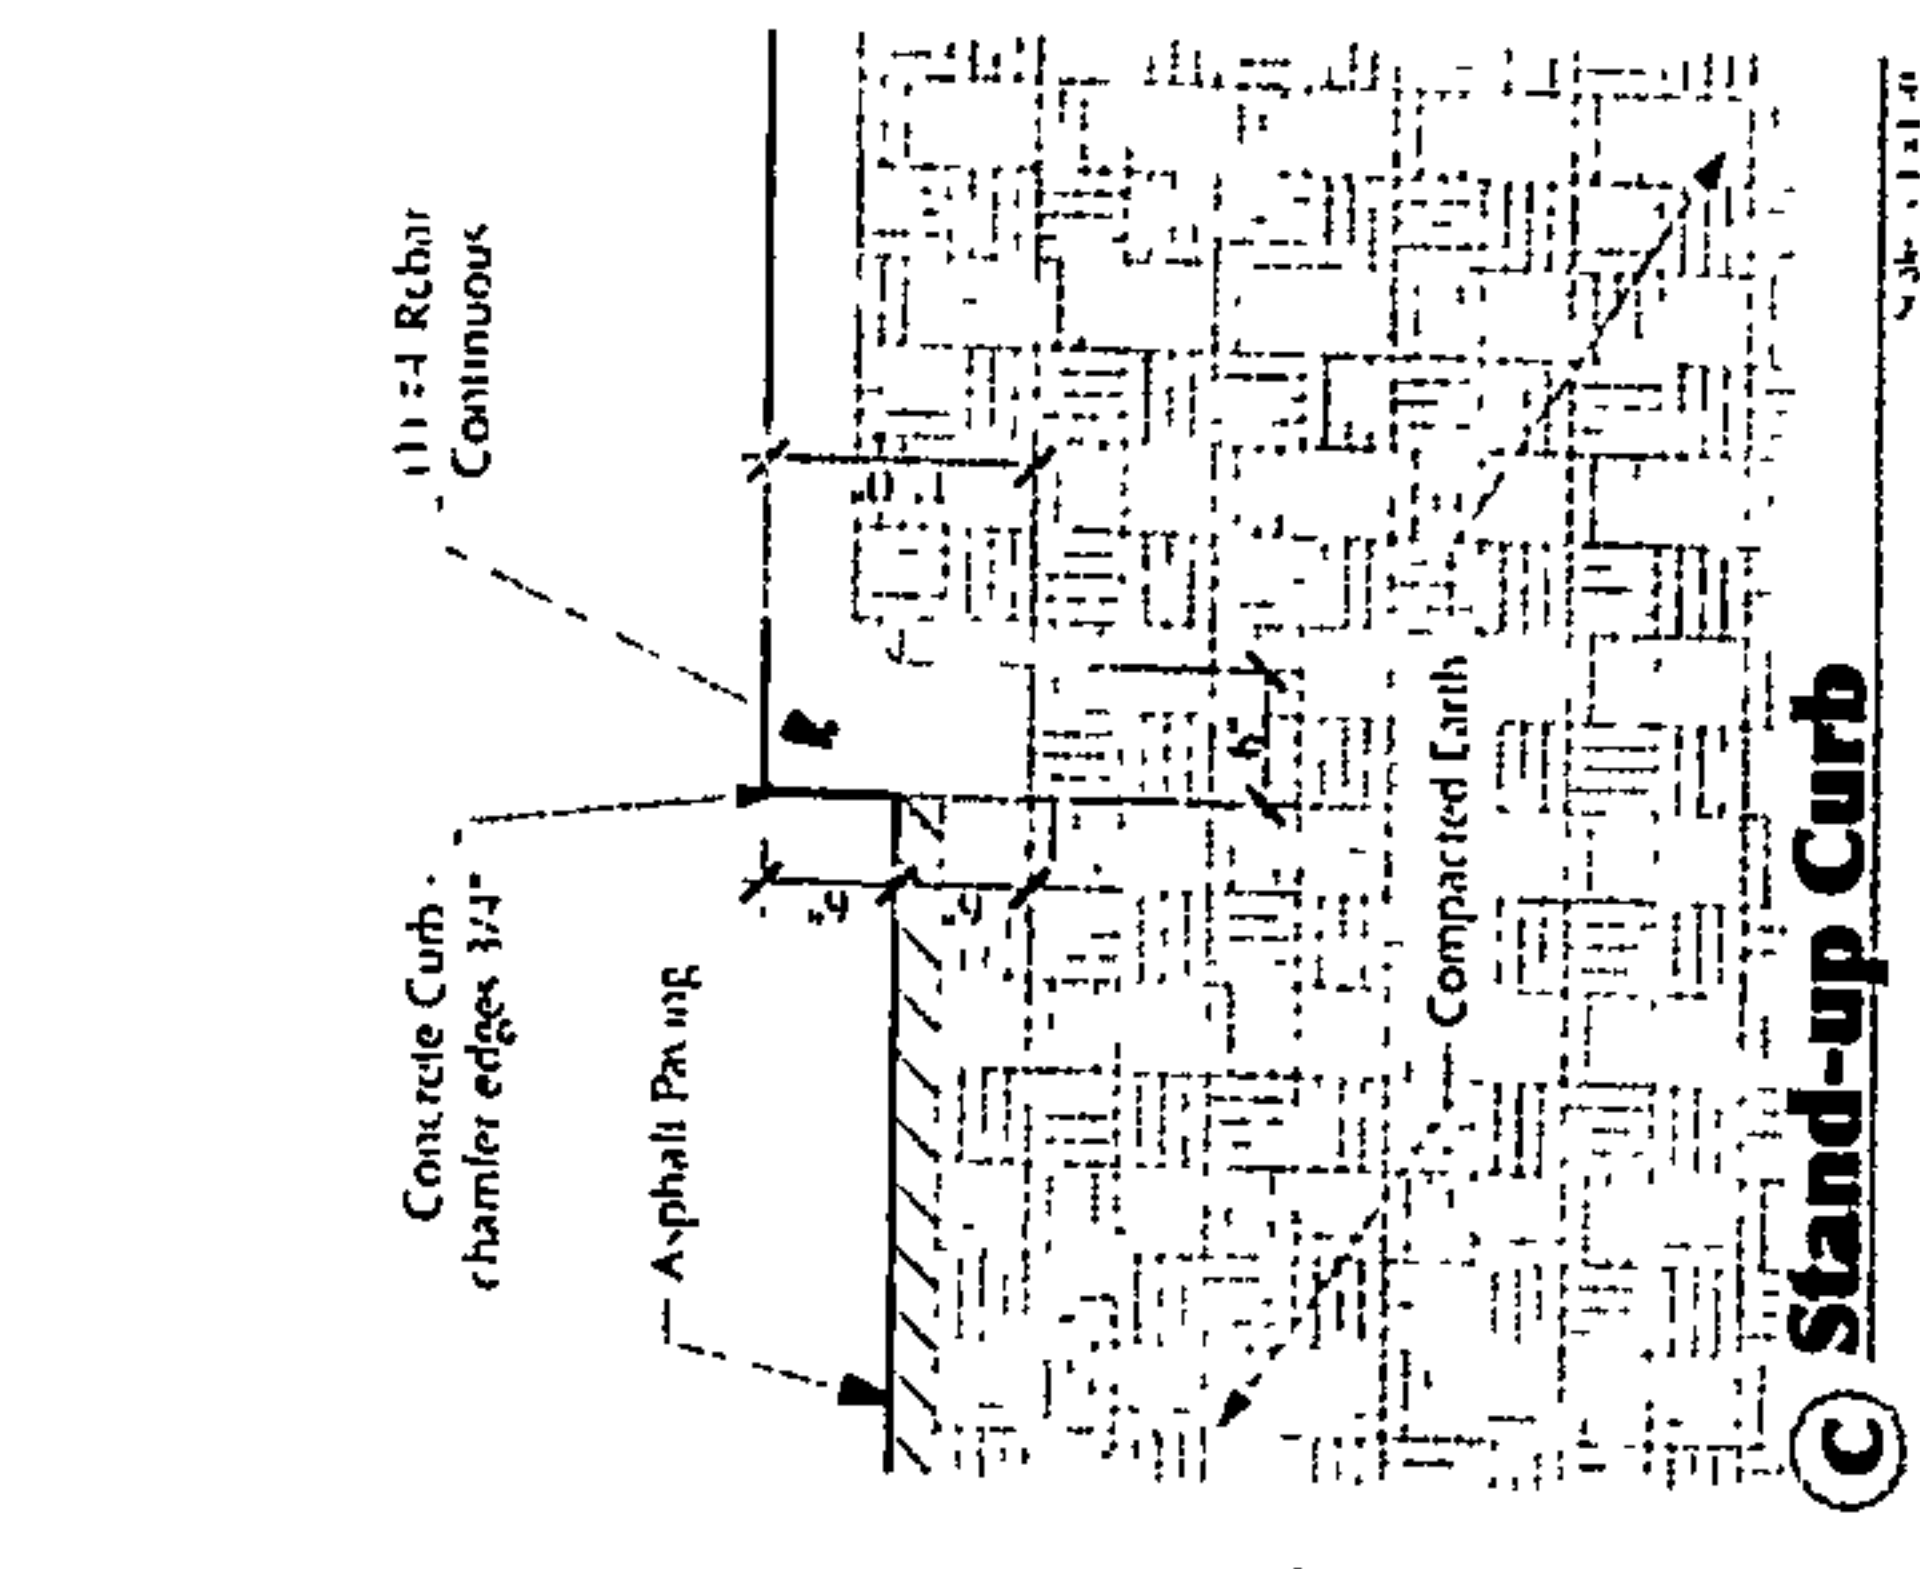 (1) #4 Rebar
Continuous
Concrete Curb -
chamfer edges 3/4"
Asphalt Paving
6"
6"
6"
Compacted Earth
C Stand-up Curb